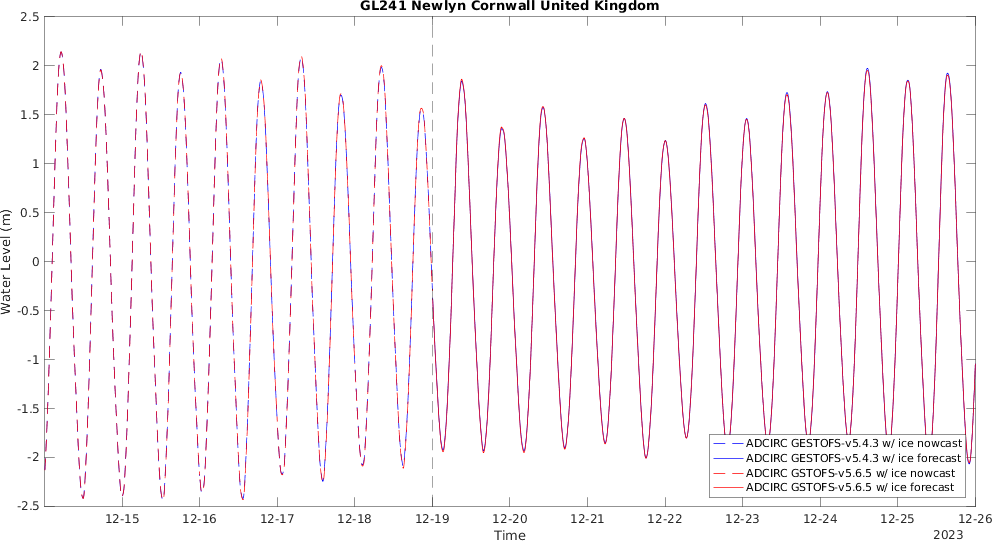 GL241 Newlyn Cornwall United Kingdom
2.5
2
1.5
1
0.5
0
-0.5
-1
-1.5
-2
-2.5
Water Level (m)
ADCIRC GESTOFS-v5.4.3 w/ ice nowcast
ADCIRC GESTOFS-v5.4.3 w/ ice forecast
ADCIRC GSTOFS-v5.6.5 w/ ice nowcast
ADCIRC GSTOFS-v5.6.5 w/ ice forecast
12-15 12-16 12-17 12-18 12-19 12-20 12-21 12-22 12-23 12-24 12-25 12-26
Time
2023